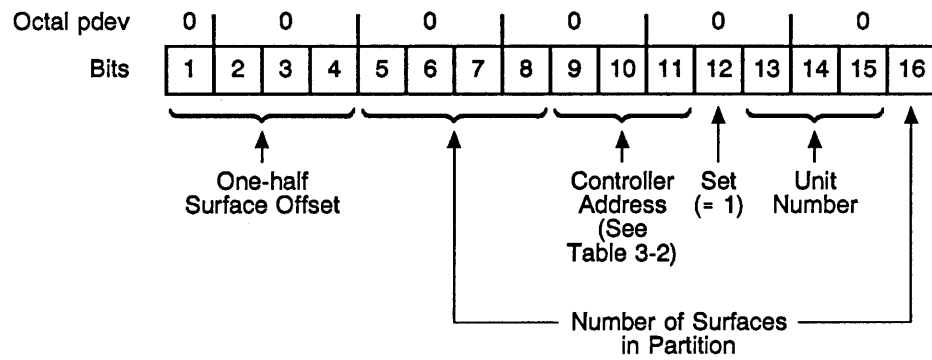 Octal pdev 0 0 0 0 0 0
Bits 1 2 3 4 5 6 7 8 9 10 11 12 13 14 15 16
One-half
Surface Offset
Controller
Address
(See
Table 3-2)
Set
(= 1)
Unit
Number
Number of Surfaces
in Partition